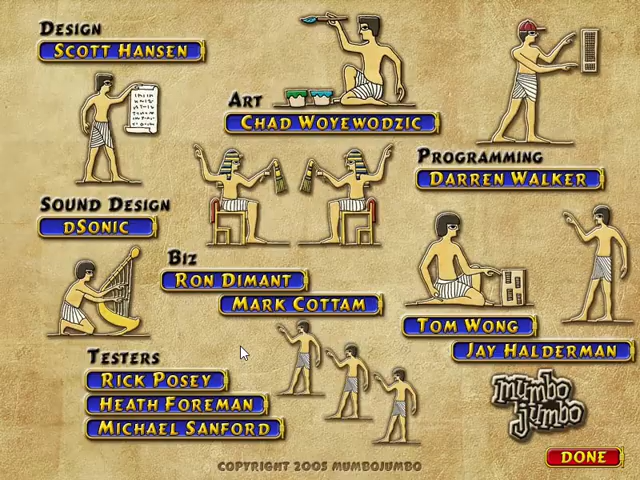 Design
Scott Hansen
Art
Chad Woyewodzic
Programming
Darren Walker
Sound Design
dSonic
Biz
Ron Dimant
Mark Cottam
Tom Wong
Jay Halderman
Testers
Rick Posey
Heath Foreman
Michael Sanford
mumbo
jumbo
Done
Copyright 2005 MumboJumbo